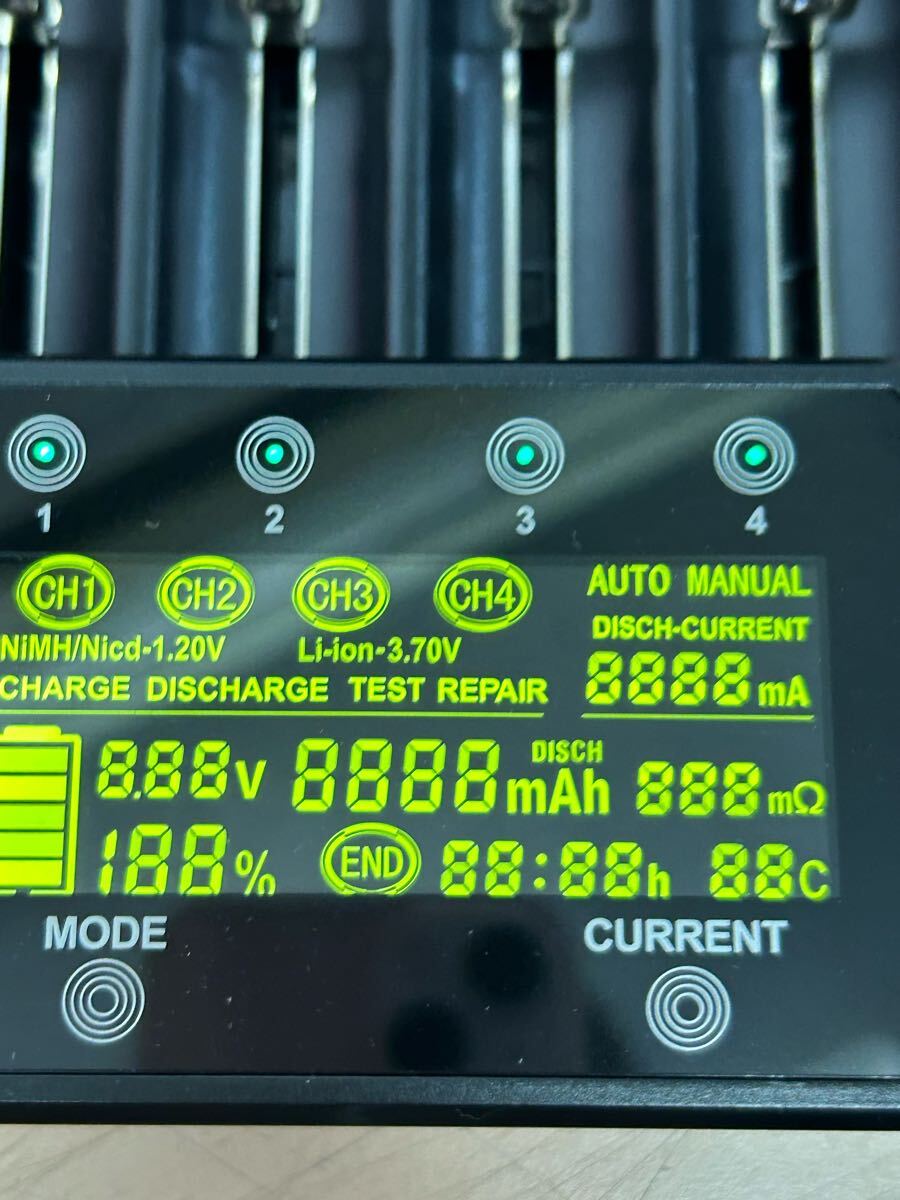 1 2 3 4
CH1 CH2 CH3 CH4 AUTO MANUAL
NiMH/Nicd-1.20V Li-ion-3.70V DISCH-CURRENT
CHARGE DISCHARGE TEST REPAIR 8888mA
8.88V 8888mAh DISCH 888mΩ
188% END 88:88h 88C
MODE CURRENT